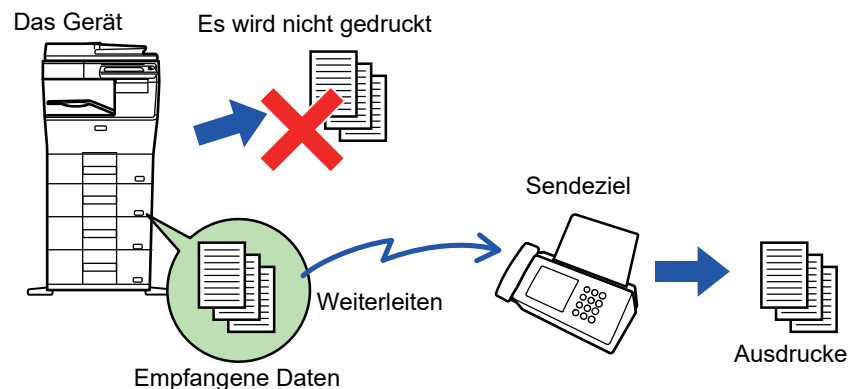 Das Gerät
Es wird nicht gedruckt
Sendeziel
Weiterleiten
Ausdrucke
Empfangene Daten